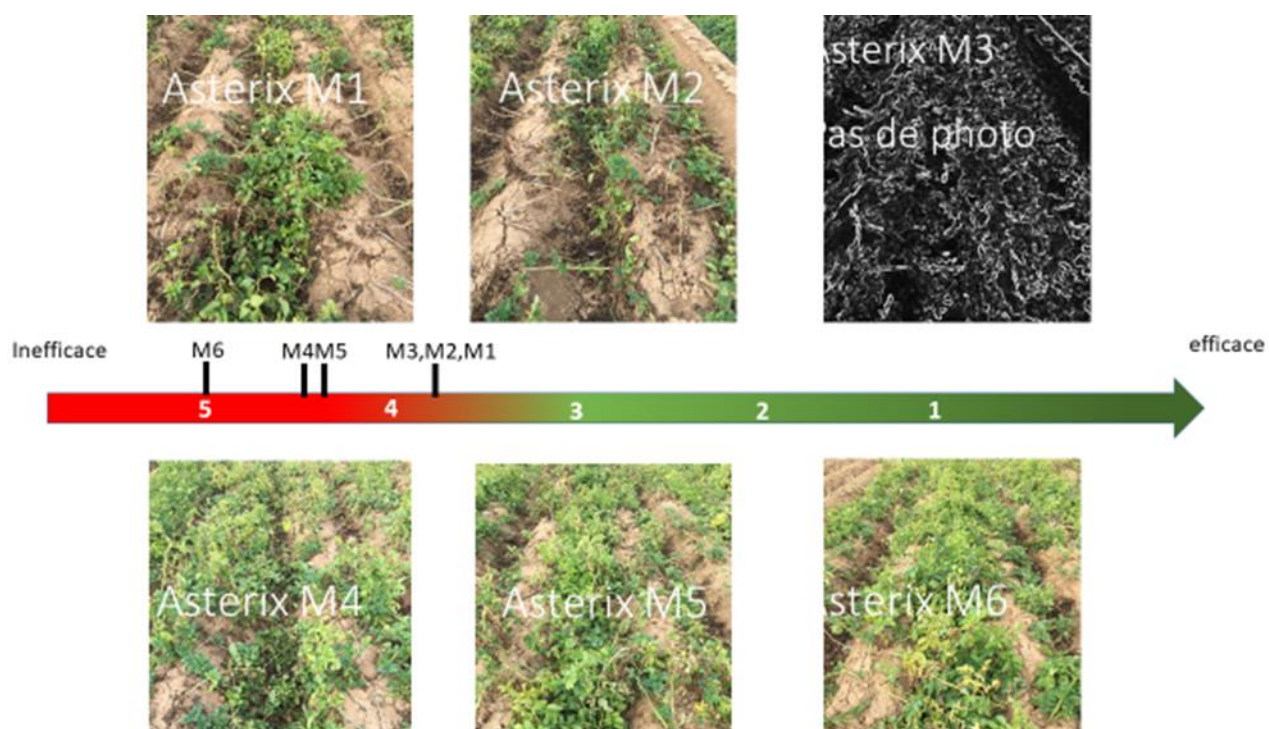 Asterix M1
Asterix M2
sterix M3
as de photo
Inefficace
M6
M4M5
M3,M2,M1
efficace
5
4
3
2
1
Asterix M4
Asterix M5
sterix M6